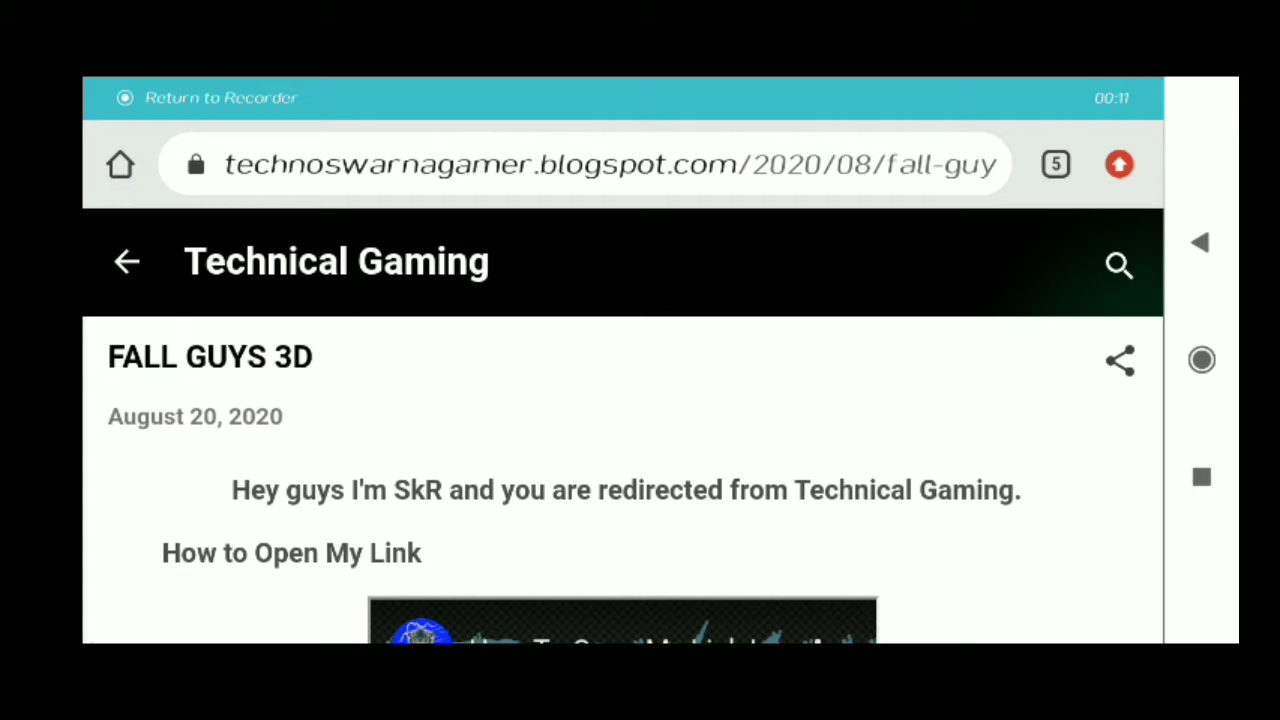 Return to Recorder 00:11
technoswarnagamer.blogspot.com/2020/08/fall-guy 5
Technical Gaming
FALL GUYS 3D
August 20, 2020
Hey guys I'm SkR and you are redirected from Technical Gaming.
How to Open My Link